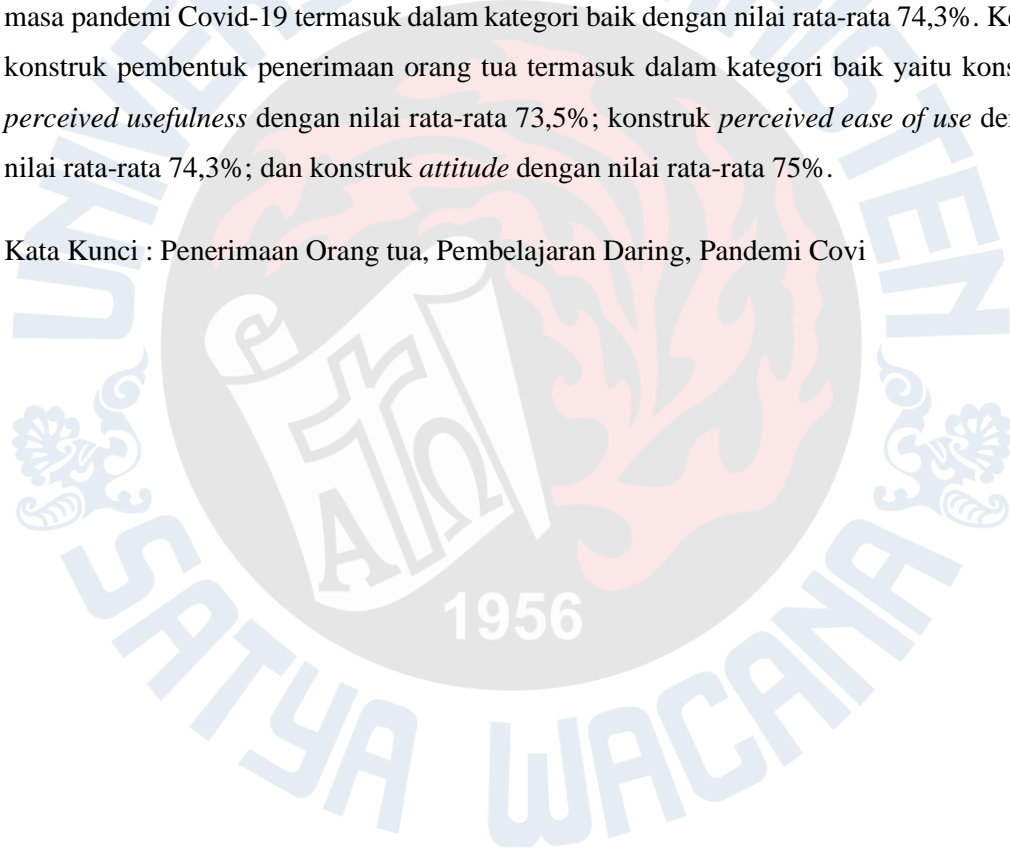 masa pandemi Covid-19 termasuk dalam kategori baik dengan nilai rata-rata 74,3%.
konstruk pembentuk penerimaan orang tua termasuk dalam kategori baik yaitu
perceived usefulness dengan nilai rata-rata 73,5%; konstruk perceived ease of use
nilai rata-rata 74,3%; dan konstruk attitude dengan nilai rata-rata 75%.
Kata Kunci : Penerimaan Orang tua, Pembelajaran Daring, Pandemi Covi
ΑΩ
1956
SATYA WACANA